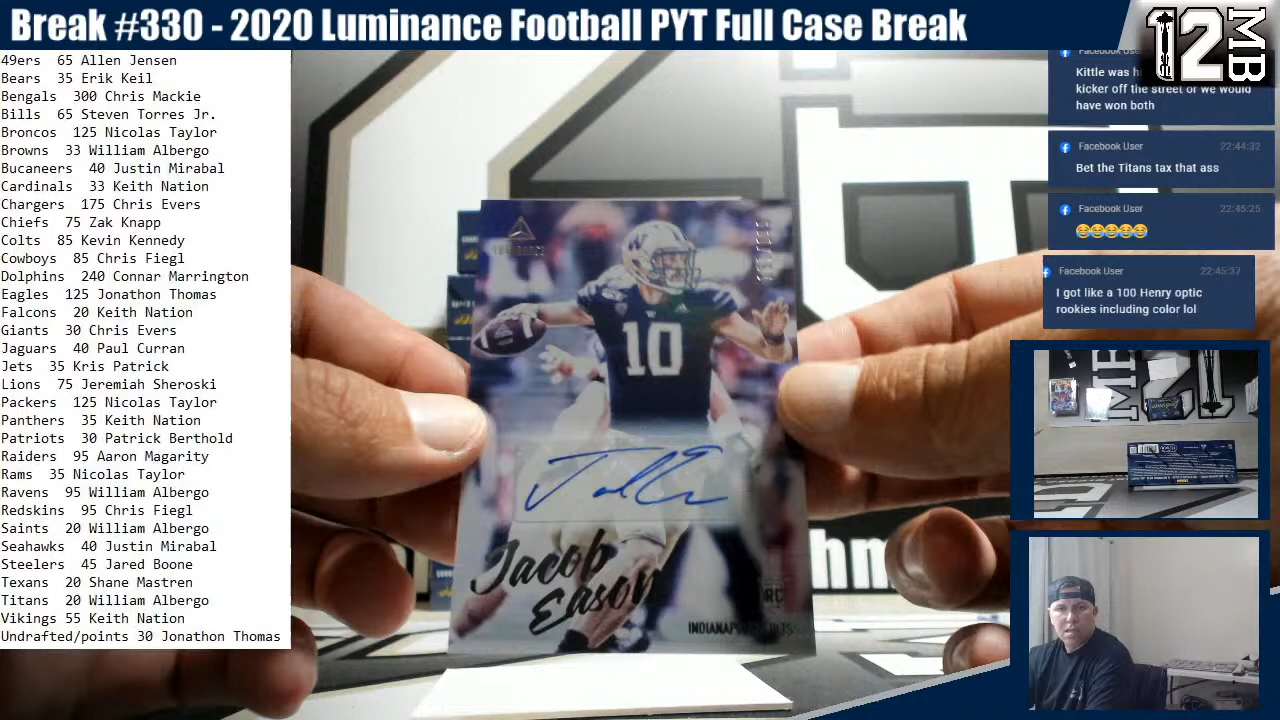 Break #330 - 2020 Luminance Football PYT Full Case Break
12
MB
49ers 65 Allen Jensen
Bears 35 Erik Keil
Bengals 300 Chris Mackie
Bills 65 Steven Torres Jr.
Broncos 125 Nicolas Taylor
Browns 33 William Albergo
Bucaneers 40 Justin Mirabal
Cardinals 33 Keith Nation
Chargers 175 Chris Evers
Chiefs 75 Zak Knapp
Colts 85 Kevin Kennedy
Cowboys 85 Chris Fiegl
Dolphins 240 Connar Marrington
Eagles 125 Jonathon Thomas
Falcons 20 Keith Nation
Giants 30 Chris Evers
Jaguars 40 Paul Curran
Jets 35 Kris Patrick
Lions 75 Jeremiah Sheroski
Packers 125 Nicolas Taylor
Panthers 35 Keith Nation
Patriots 30 Patrick Berthold
Raiders 95 Aaron Magarity
Rams 35 Nicolas Taylor
Ravens 95 William Albergo
Redskins 95 Chris Fiegl
Saints 20 William Albergo
Seahawks 40 Justin Mirabal
Steelers 45 Jared Boone
Texans 20 Shane Mastren
Titans 20 William Albergo
Vikings 55 Keith Nation
Undrafted/points 30 Jonathon Thomas
W
10
Jacob
Eason
RC
Facebook User
Kittle was
kicker off the street or we would
have won both
Facebook User 22:44:32
Bet the Titans tax that ass
Facebook User 22:45:25
😂😂😂😂😂
Facebook User 22:45:37
I got like a 100 Henry optic
rookies including color lol